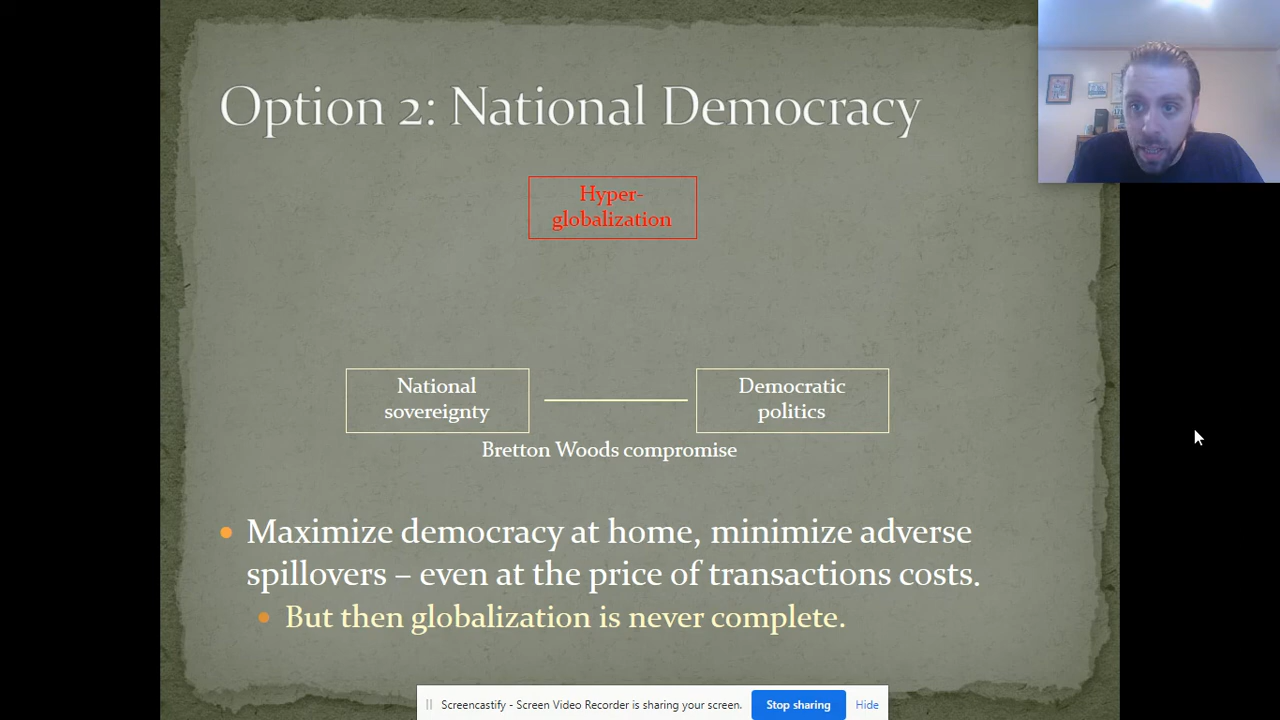 Option 2: National Democracy
Hyper-
globalization
National
sovereignty
Democratic
politics
Bretton Woods compromise
Maximize democracy at home, minimize adverse
spillovers – even at the price of transactions costs.
But then globalization is never complete.
Screencastify - Screen Video Recorder is sharing your screen.
Stop sharing
Hide